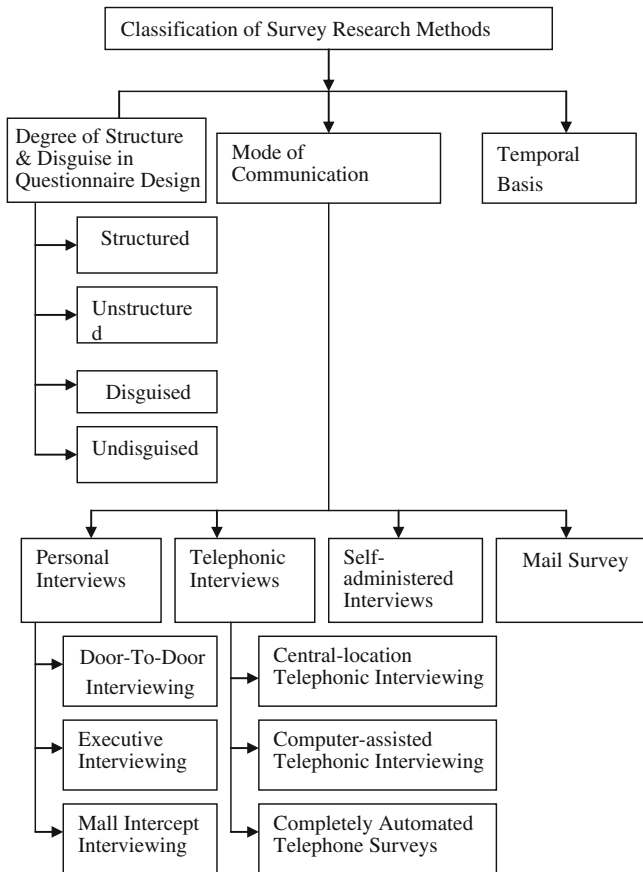 Classification of Survey Research Methods
Degree of Structure
& Disguise in
Questionnaire Design
Mode of
Communication
Temporal
Basis
Structured
Unstructure
d
Disguised
Undisguised
Personal
Interviews
Telephonic
Interviews
Self-
administered
Interviews
Mail Survey
Door-To-Door
Interviewing
Executive
Interviewing
Mall Intercept
Interviewing
Central-location
Telephonic Interviewing
Computer-assisted
Telephonic Interviewing
Completely Automated
Telephone Surveys